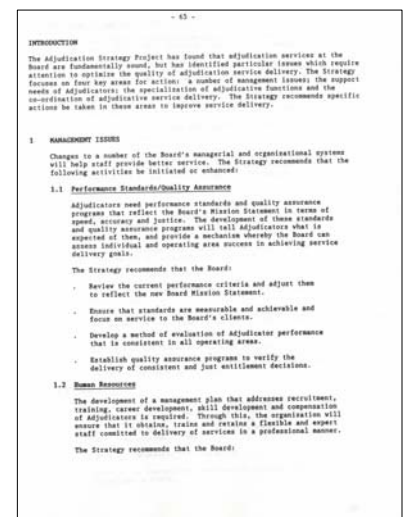 - 65 -
INTRODUCTION
The Adjudication Strategy Project has found that adjudication services at the
Board are fundamentally sound, but has identified particular issues which require
attention to optimize the quality of adjudication service delivery. The Strategy
focuses on four key areas for action: a number of management issues; the support
needs of Adjudicators; the specialization of adjudicative functions and the
co-ordination of adjudicative service delivery. The Strategy recommends specific
actions be taken in these areas to improve service delivery.
1 MANAGEMENT ISSUES
Changes to a number of the Board's managerial and organizational systems
will help staff provide better service. The Strategy recommends that the
following activities be initiated or enhanced:
1.1 Performance Standards/Quality Assurance
Adjudicators need performance standards and quality assurance
programs that reflect the Board's Mission Statement in terms of
speed, accuracy and justice. The development of these standards
and quality assurance programs will tell Adjudicators what is
expected of them, and provide a mechanism whereby the Board can
assess individual and operating area success in achieving service
delivery goals.
The Strategy recommends that the Board:
. Review the current performance criteria and adjust them
to reflect the new Board Mission Statement.
. Ensure that standards are measurable and achievable and
focus on service to the Board's clients.
. Develop a method of evaluation of Adjudicator performance
that is consistent in all operating areas.
. Establish quality assurance programs to verify the
delivery of consistent and just entitlement decisions.
1.2 Human Resources
The development of a management plan that addresses recruitment,
training, career development, skill development and compensation
of Adjudicators is required. Through this, the organization will
ensure that it obtains, trains and retains a flexible and expert
staff committed to delivery of services in a professional manner.
The Strategy recommends that the Board: